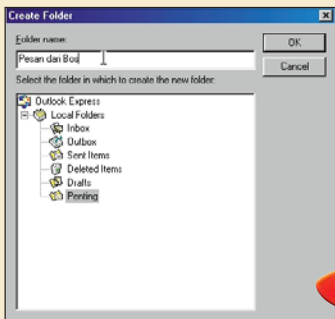 Create Folder
Folder name:
Pesan dari Bos
OK
Cancel
Select the folder in which to create the new folder:
Outlook Express
Local Folders
Inbox
Outbox
Sent Items
Deleted Items
Drafts
Penting